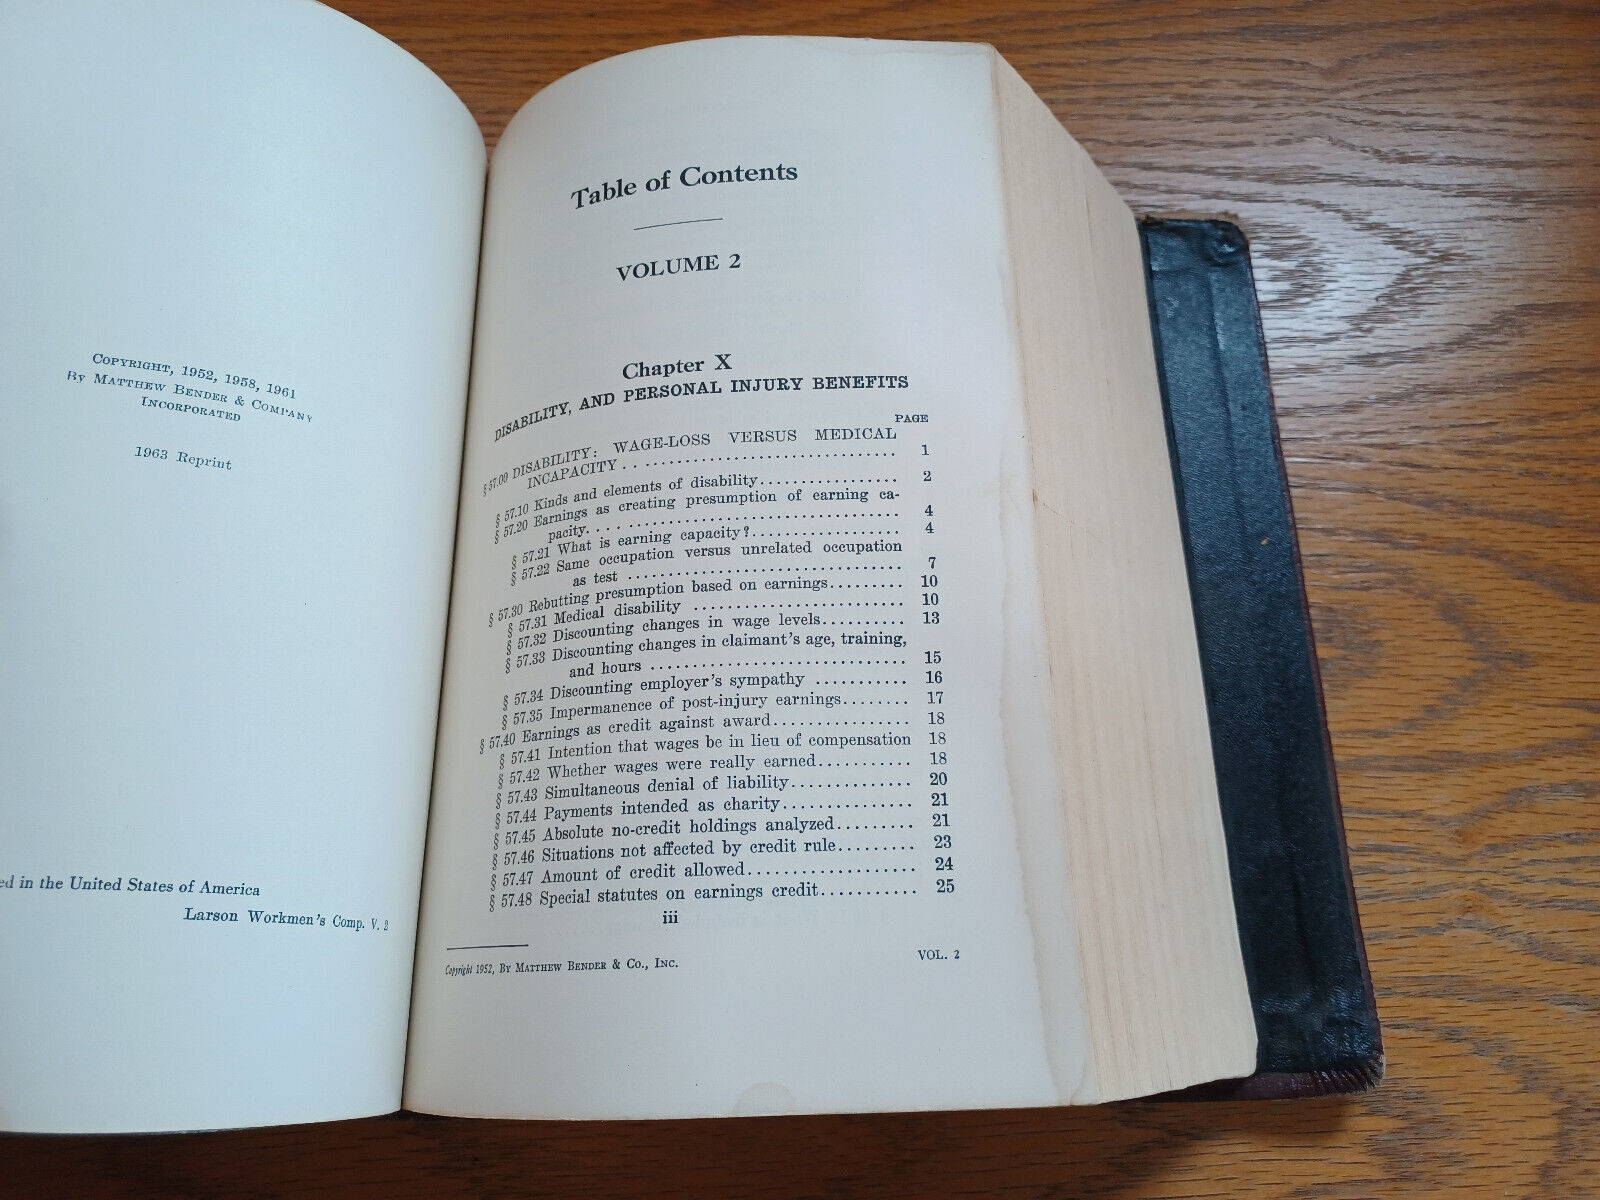 Copyright, 1952, 1958, 1961
By Matthew Bender & Company
Incorporated
1963 Reprint
ed in the United States of America
Larson Workmen's Comp. V. 2
Table of Contents
VOLUME 2
Chapter X
DISABILITY, AND PERSONAL INJURY BENEFITS
PAGE
§ 57.00 DISABILITY: WAGE-LOSS VERSUS MEDICAL
INCAPACITY . . . . . . . . . . . . . . . . . . . . . . . . . . . . . . 1
§ 57.10 Kinds and elements of disability................. 2
§ 57.20 Earnings as creating presumption of earning ca-
pacity. . . . . . . . . . . . . . . . . . . . . . . . . . . . . . . . . . 4
§ 57.21 What is earning capacity?.................. 4
§ 57.22 Same occupation versus unrelated occupation
as test .................................. 7
§ 57.30 Rebutting presumption based on earnings......... 10
§ 57.31 Medical disability .......................... 10
§ 57.32 Discounting changes in wage levels.......... 13
§ 57.33 Discounting changes in claimant's age, training,
and hours ............................... 15
§ 57.34 Discounting employer's sympathy ........... 16
§ 57.35 Impermanence of post-injury earnings........ 17
§ 57.40 Earnings as credit against award................. 18
§ 57.41 Intention that wages be in lieu of compensation 18
§ 57.42 Whether wages were really earned........... 18
§ 57.43 Simultaneous denial of liability.............. 20
§ 57.44 Payments intended as charity............... 21
§ 57.45 Absolute no-credit holdings analyzed......... 21
§ 57.46 Situations not affected by credit rule......... 23
§ 57.47 Amount of credit allowed.................... 24
§ 57.48 Special statutes on earnings credit........... 25
iii
Copyright 1952, By Matthew Bender & Co., Inc.
VOL. 2